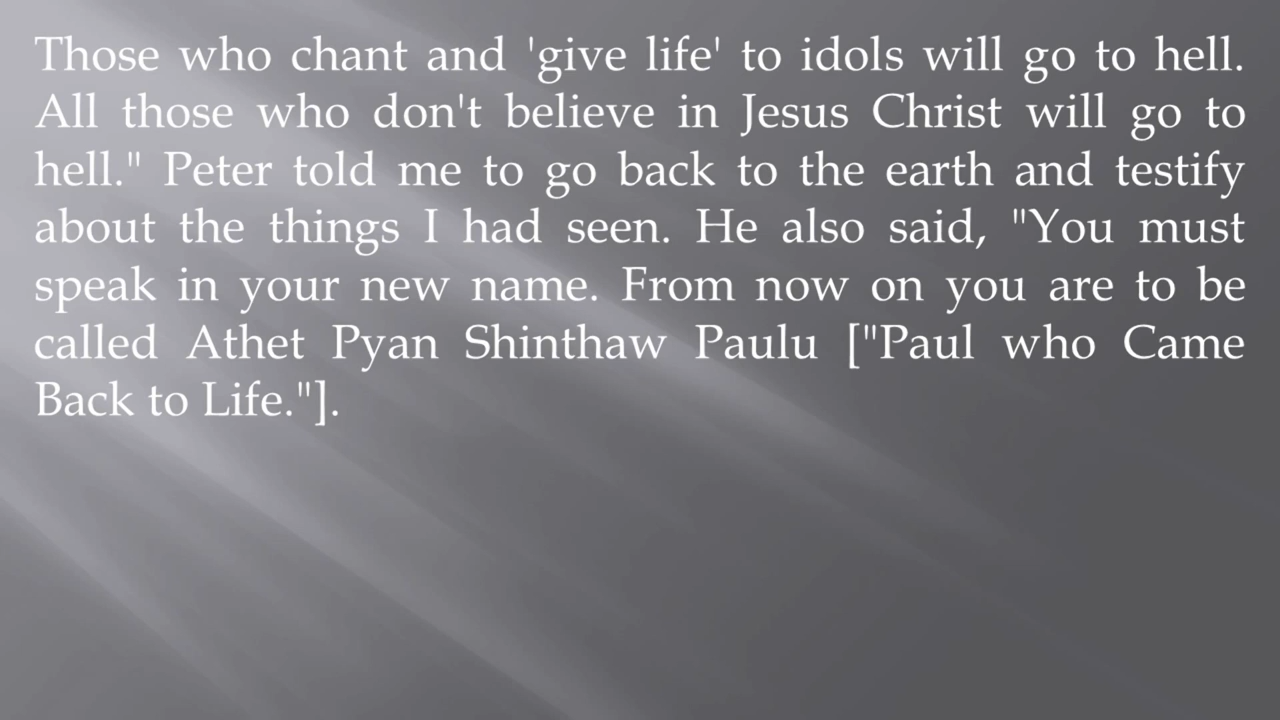 Those who chant and 'give life' to idols will go to hell.
All those who don't believe in Jesus Christ will go to
hell." Peter told me to go back to the earth and testify
about the things I had seen. He also said, "You must
speak in your new name. From now on you are to be
called Athet Pyan Shinthaw Paulu ["Paul who Came
Back to Life."].